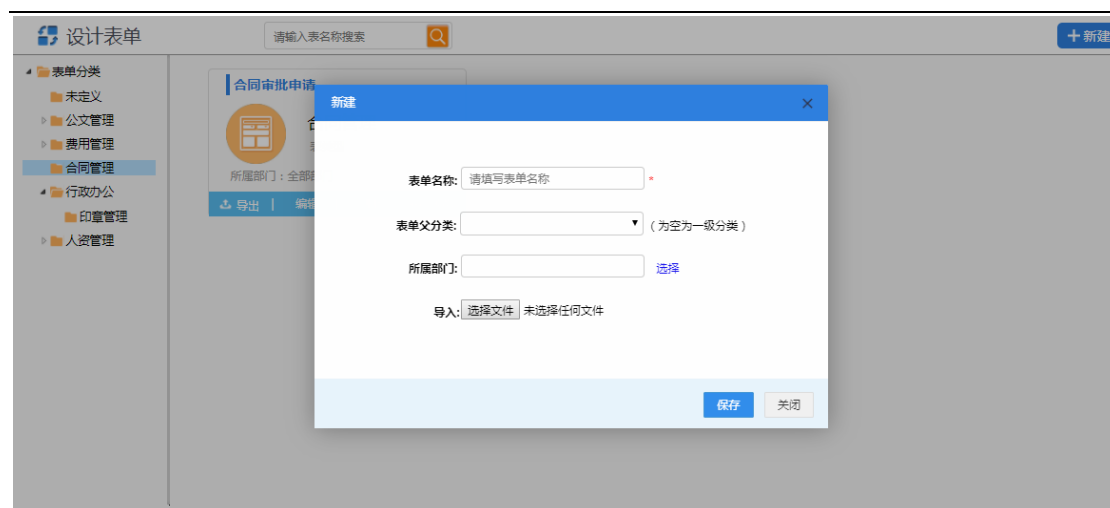 设计表单
请输入表名称搜索
新建
表单分类
未定义
公文管理
费用管理
合同管理
行政办公
印章管理
人资管理
合同审批申请
所属部门：全部
导出 | 编辑
新建
表单名称: 请填写表单名称 *
表单父分类: (为空为一级分类)
所属部门: 选择
导入: 选择文件 未选择任何文件
保存 关闭